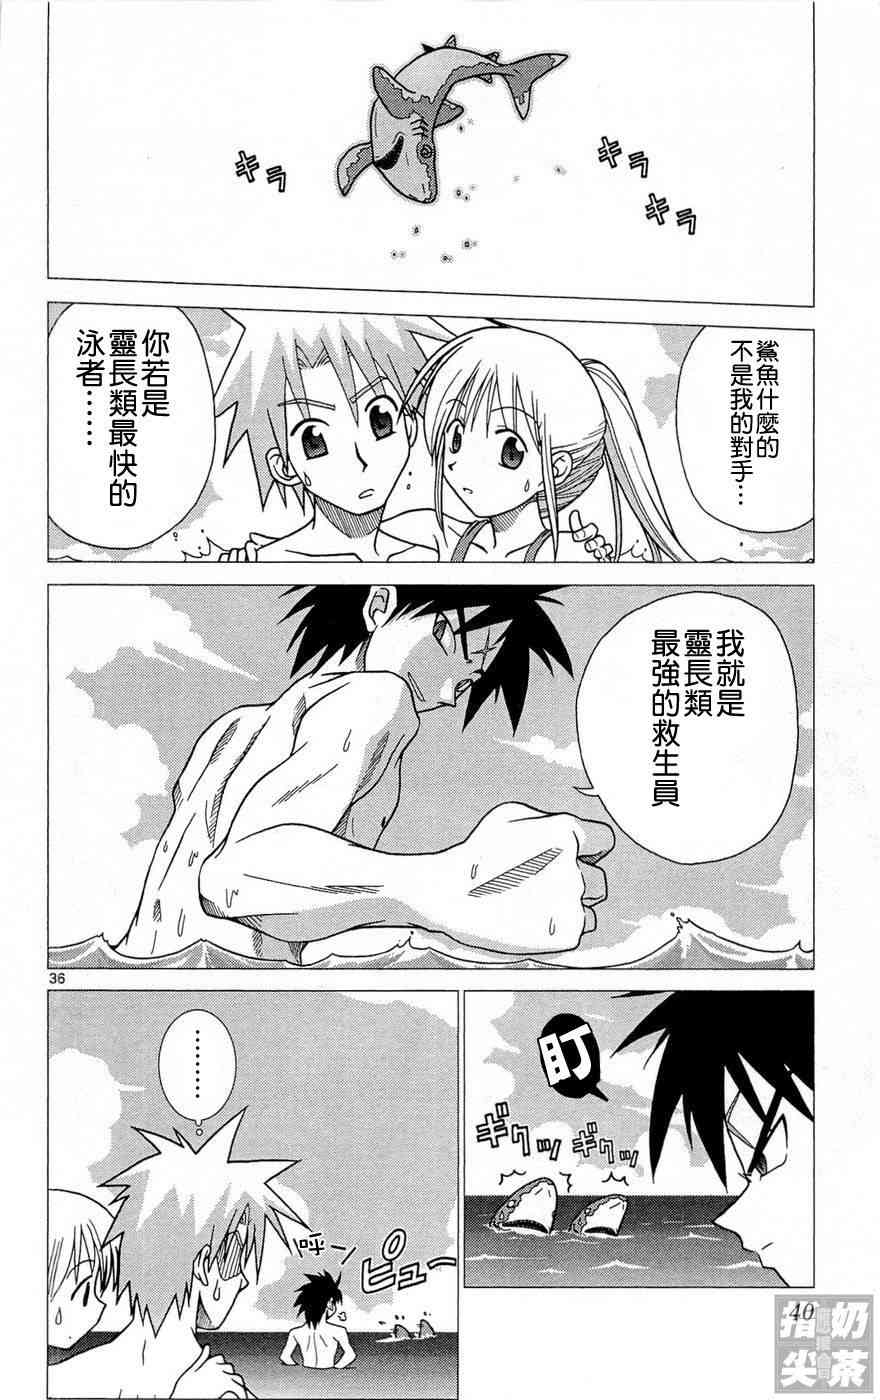 キラ
キラ
キラ
鯊魚什麼的
不是我的對手…
你若是
靈長類最快的
泳者……
我就是
靈長類
最強的救生員
36
盯
ギクッ
ギクッ
……
呼ー
ピューー
40
指奶
尖茶